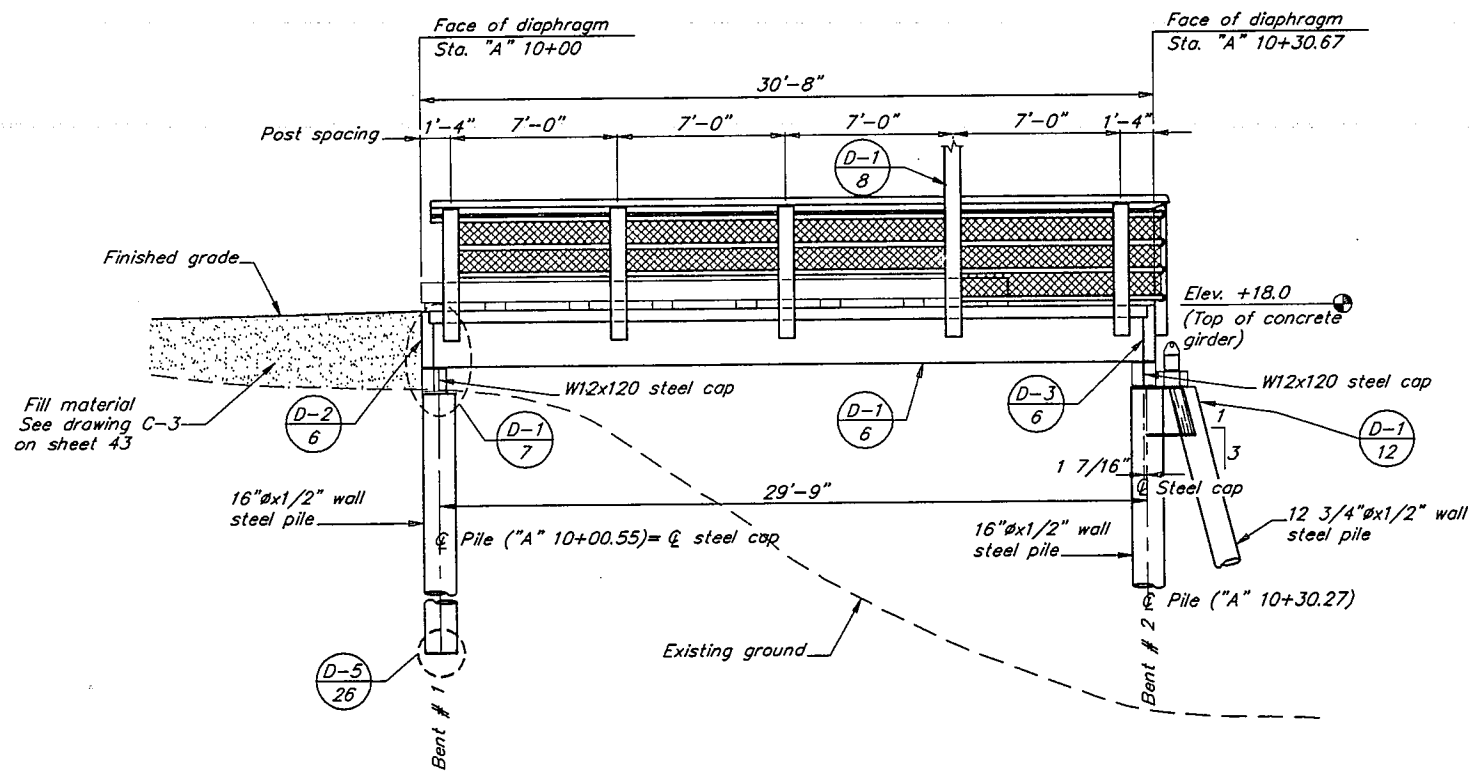 Face of diaphragm
Sta. "A" 10+00
Face of diaphragm
Sta. "A" 10+30.67
30'-8"
Post spacing
1'-4"
7'-0"
7'-0"
7'-0"
7'-0"
1'-4"
D-1
8
Finished grade
Elev. +18.0
(Top of concrete
girder)
Fill material
See drawing C-3
on sheet 43
D-2
6
W12x120 steel cap
D-1
7
D-1
6
D-3
6
W12x120 steel cap
D-1
12
1
3
1 7/16"
℄ Steel cap
29'-9"
16"øx1/2" wall
steel pile
℄ Pile ("A" 10+00.55)= ℄ steel cap
16"øx1/2" wall
steel pile
12 3/4"øx1/2" wall
steel pile
℄ Pile ("A" 10+30.27)
Existing ground
D-5
26
Bent # 1
Bent # 2